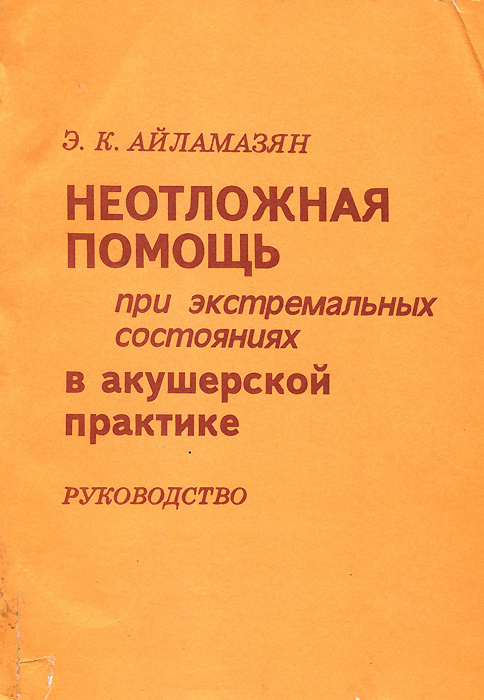 Э. К. АЙЛАМАЗЯН
НЕОТЛОЖНАЯ
ПОМОЩЬ
при экстремальных
состояниях
в акушерской
практике
РУКОВОДСТВО